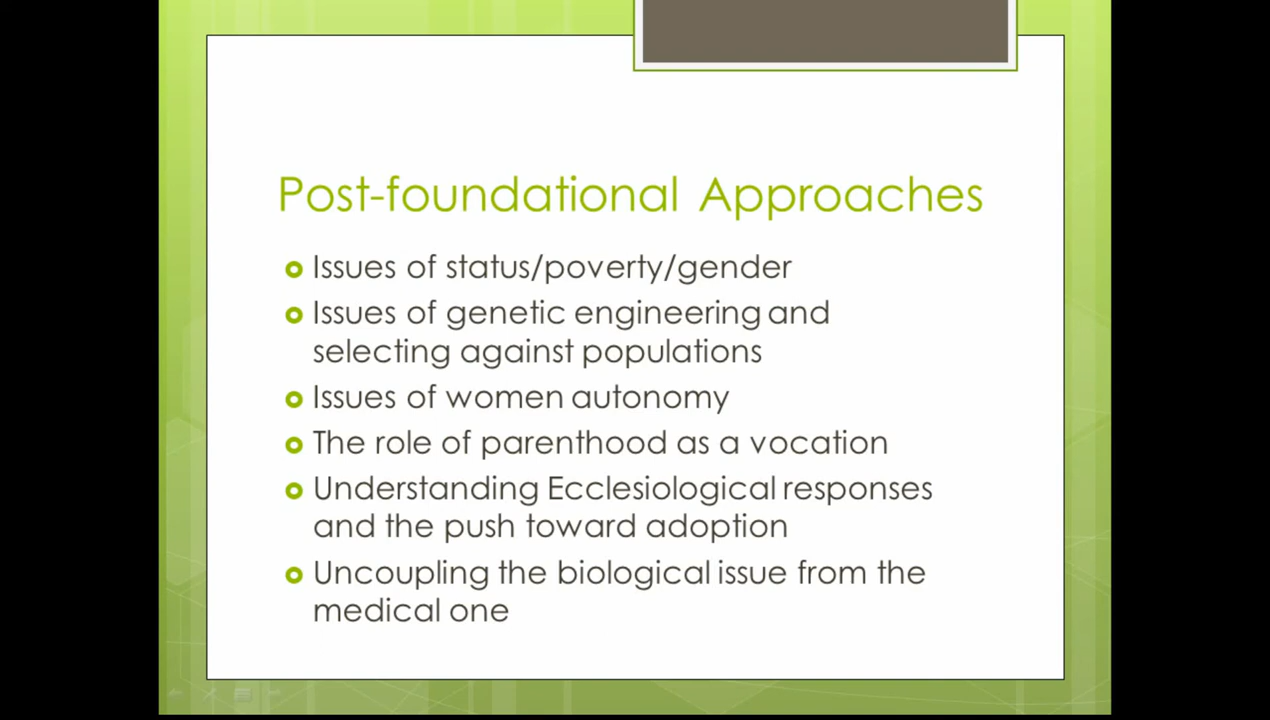 Post-foundational Approaches
Issues of status/poverty/gender
Issues of genetic engineering and
selecting against populations
Issues of women autonomy
The role of parenthood as a vocation
Understanding Ecclesiological responses
and the push toward adoption
Uncoupling the biological issue from the
medical one